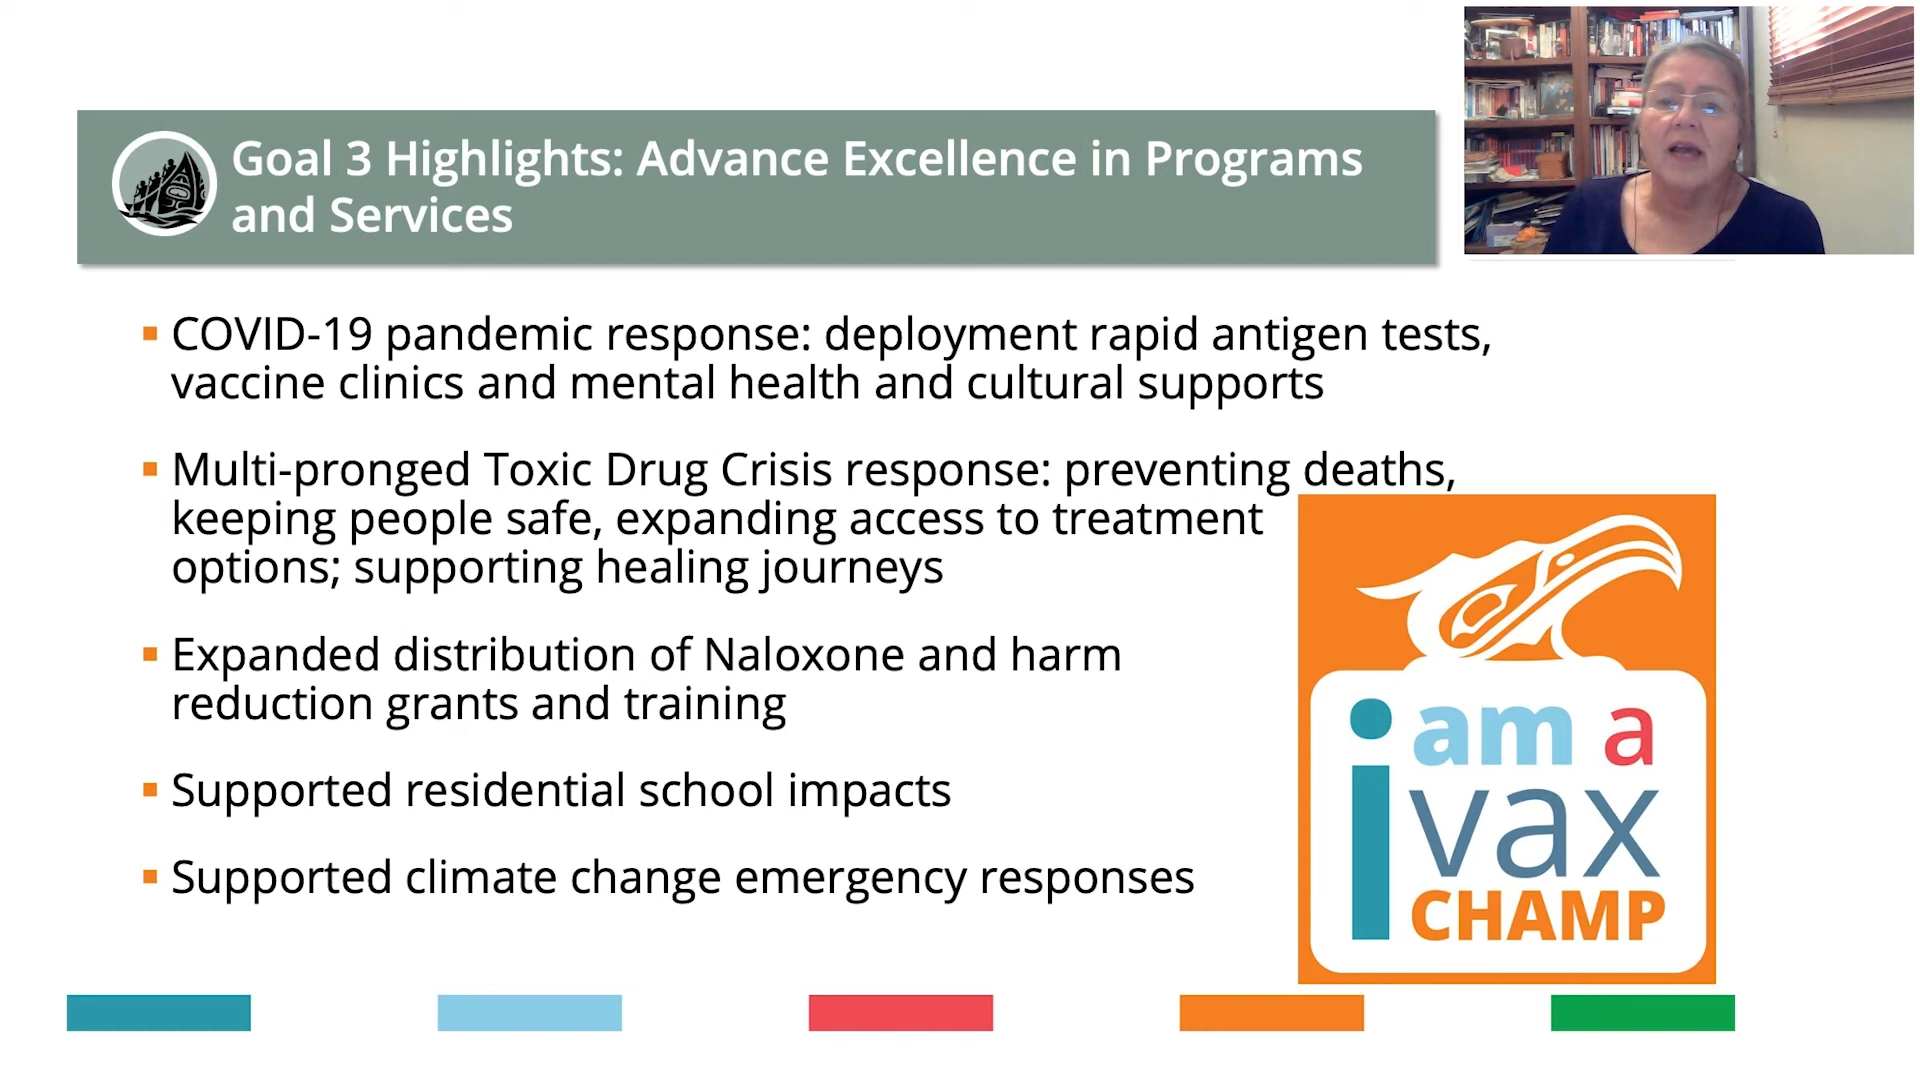 Goal 3 Highlights: Advance Excellence in Programs
and Services
COVID-19 pandemic response: deployment rapid antigen tests,
vaccine clinics and mental health and cultural supports
Multi-pronged Toxic Drug Crisis response: preventing deaths,
keeping people safe, expanding access to treatment
options; supporting healing journeys
Expanded distribution of Naloxone and harm
reduction grants and training
Supported residential school impacts
Supported climate change emergency responses
i am a
vax
CHAMP